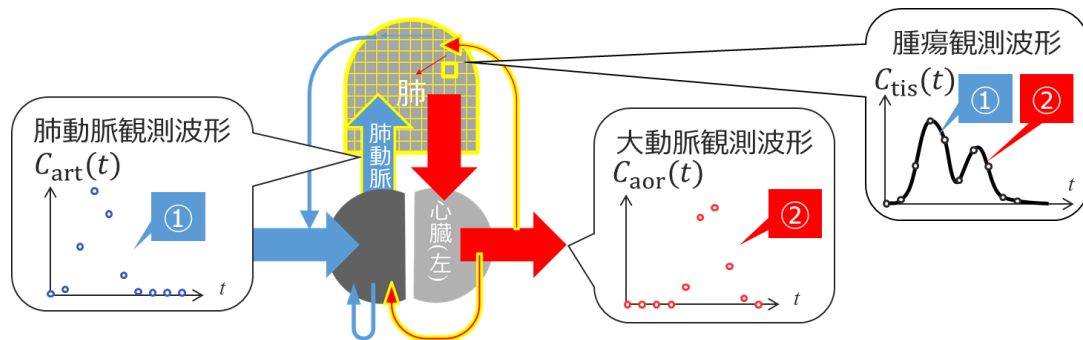 肺動脈観測波形
C_art(t)
①
t
肺
肺動脈
心臓(左)
大動脈観測波形
C_aor(t)
②
t
腫瘍観測波形
C_tis(t)
①
②
t